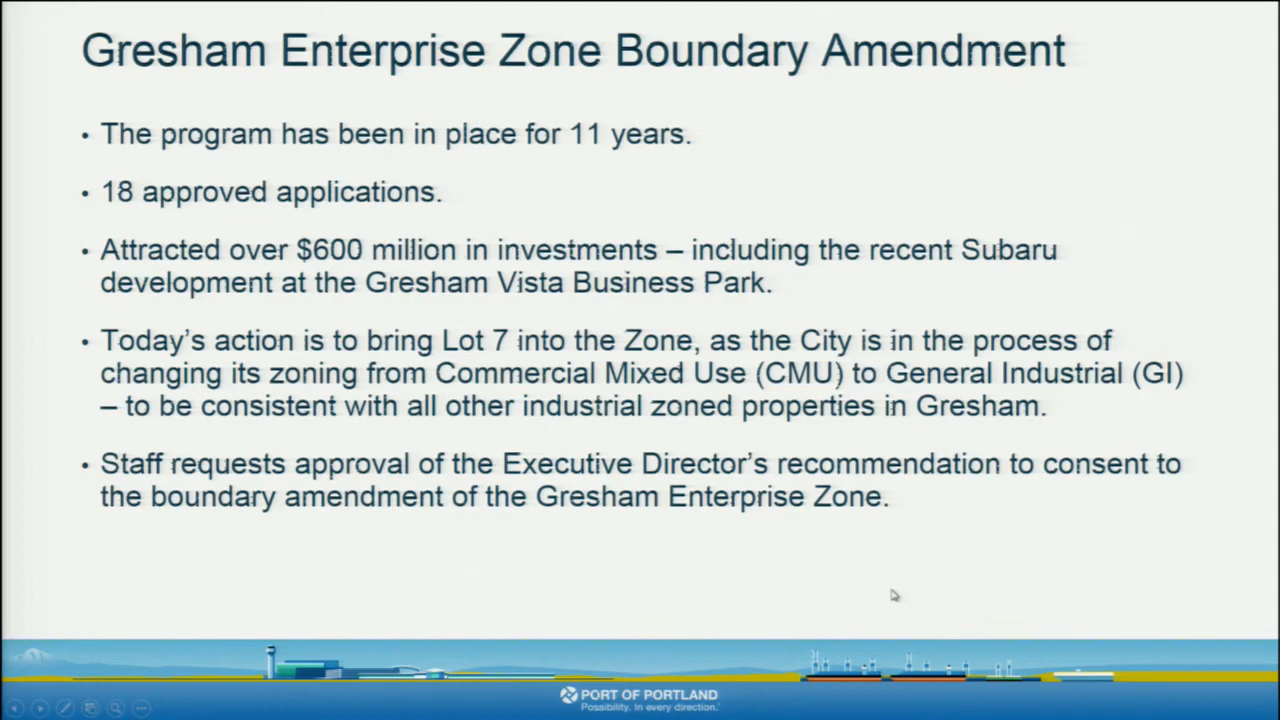 Gresham Enterprise Zone Boundary Amendment
• The program has been in place for 11 years.
• 18 approved applications.
• Attracted over $600 million in investments – including the recent Subaru
development at the Gresham Vista Business Park.
• Today’s action is to bring Lot 7 into the Zone, as the City is in the process of
changing its zoning from Commercial Mixed Use (CMU) to General Industrial (GI)
– to be consistent with all other industrial zoned properties in Gresham.
• Staff requests approval of the Executive Director’s recommendation to consent to
the boundary amendment of the Gresham Enterprise Zone.
PORT OF PORTLAND
Possibility. In every direction.